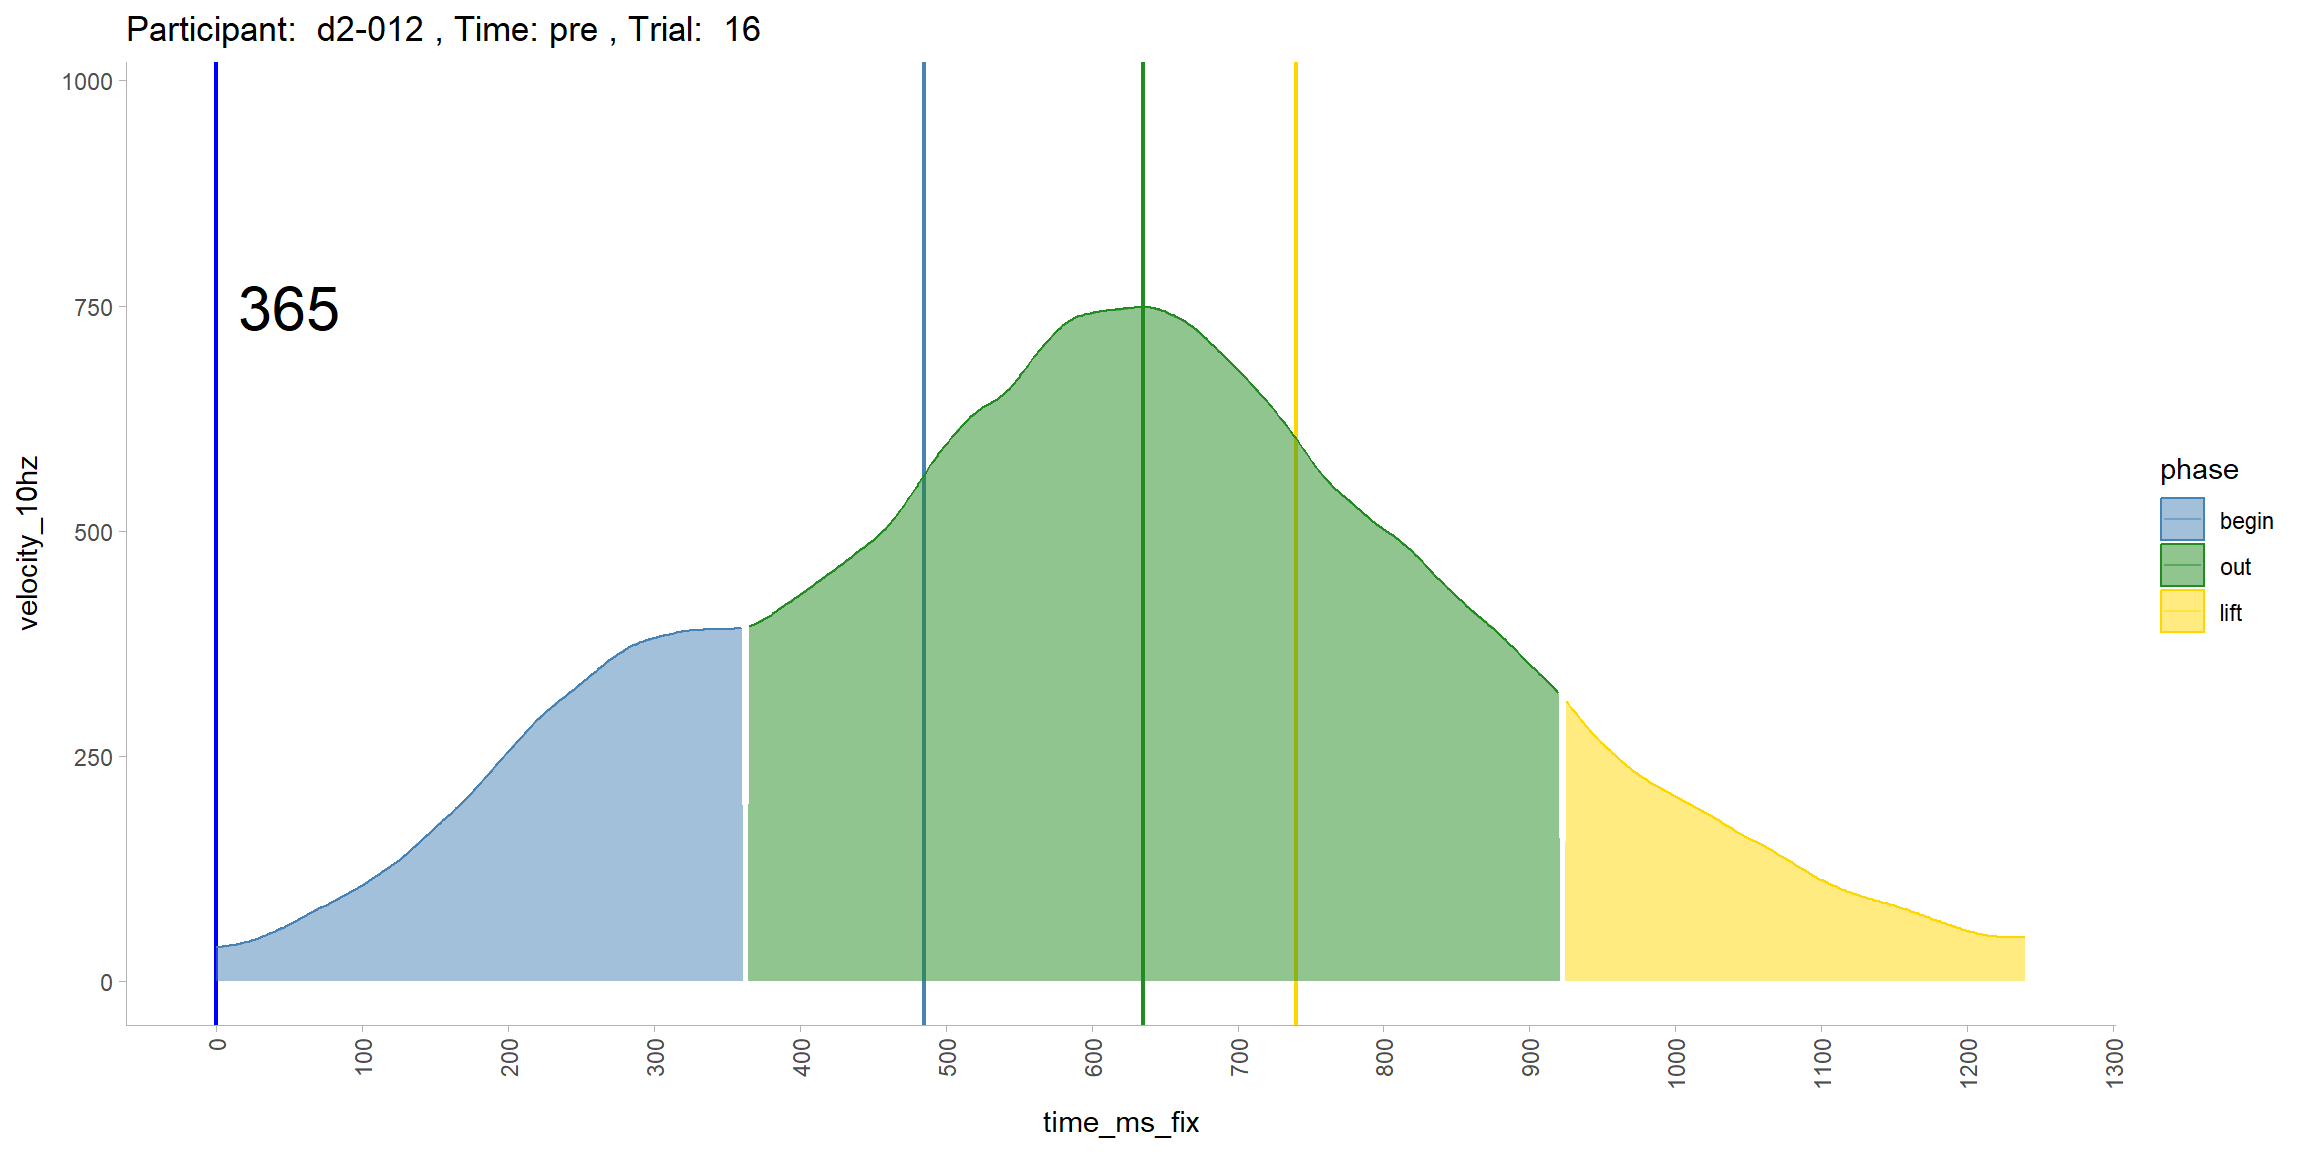 Participant:  d2-012 , Time: pre , Trial:  16
1000
750
500
250
0
velocity_10hz
365
0 100 200 300 400 500 600 700 800 900 1000 1100 1200 1300
time_ms_fix
phase
begin
out
lift